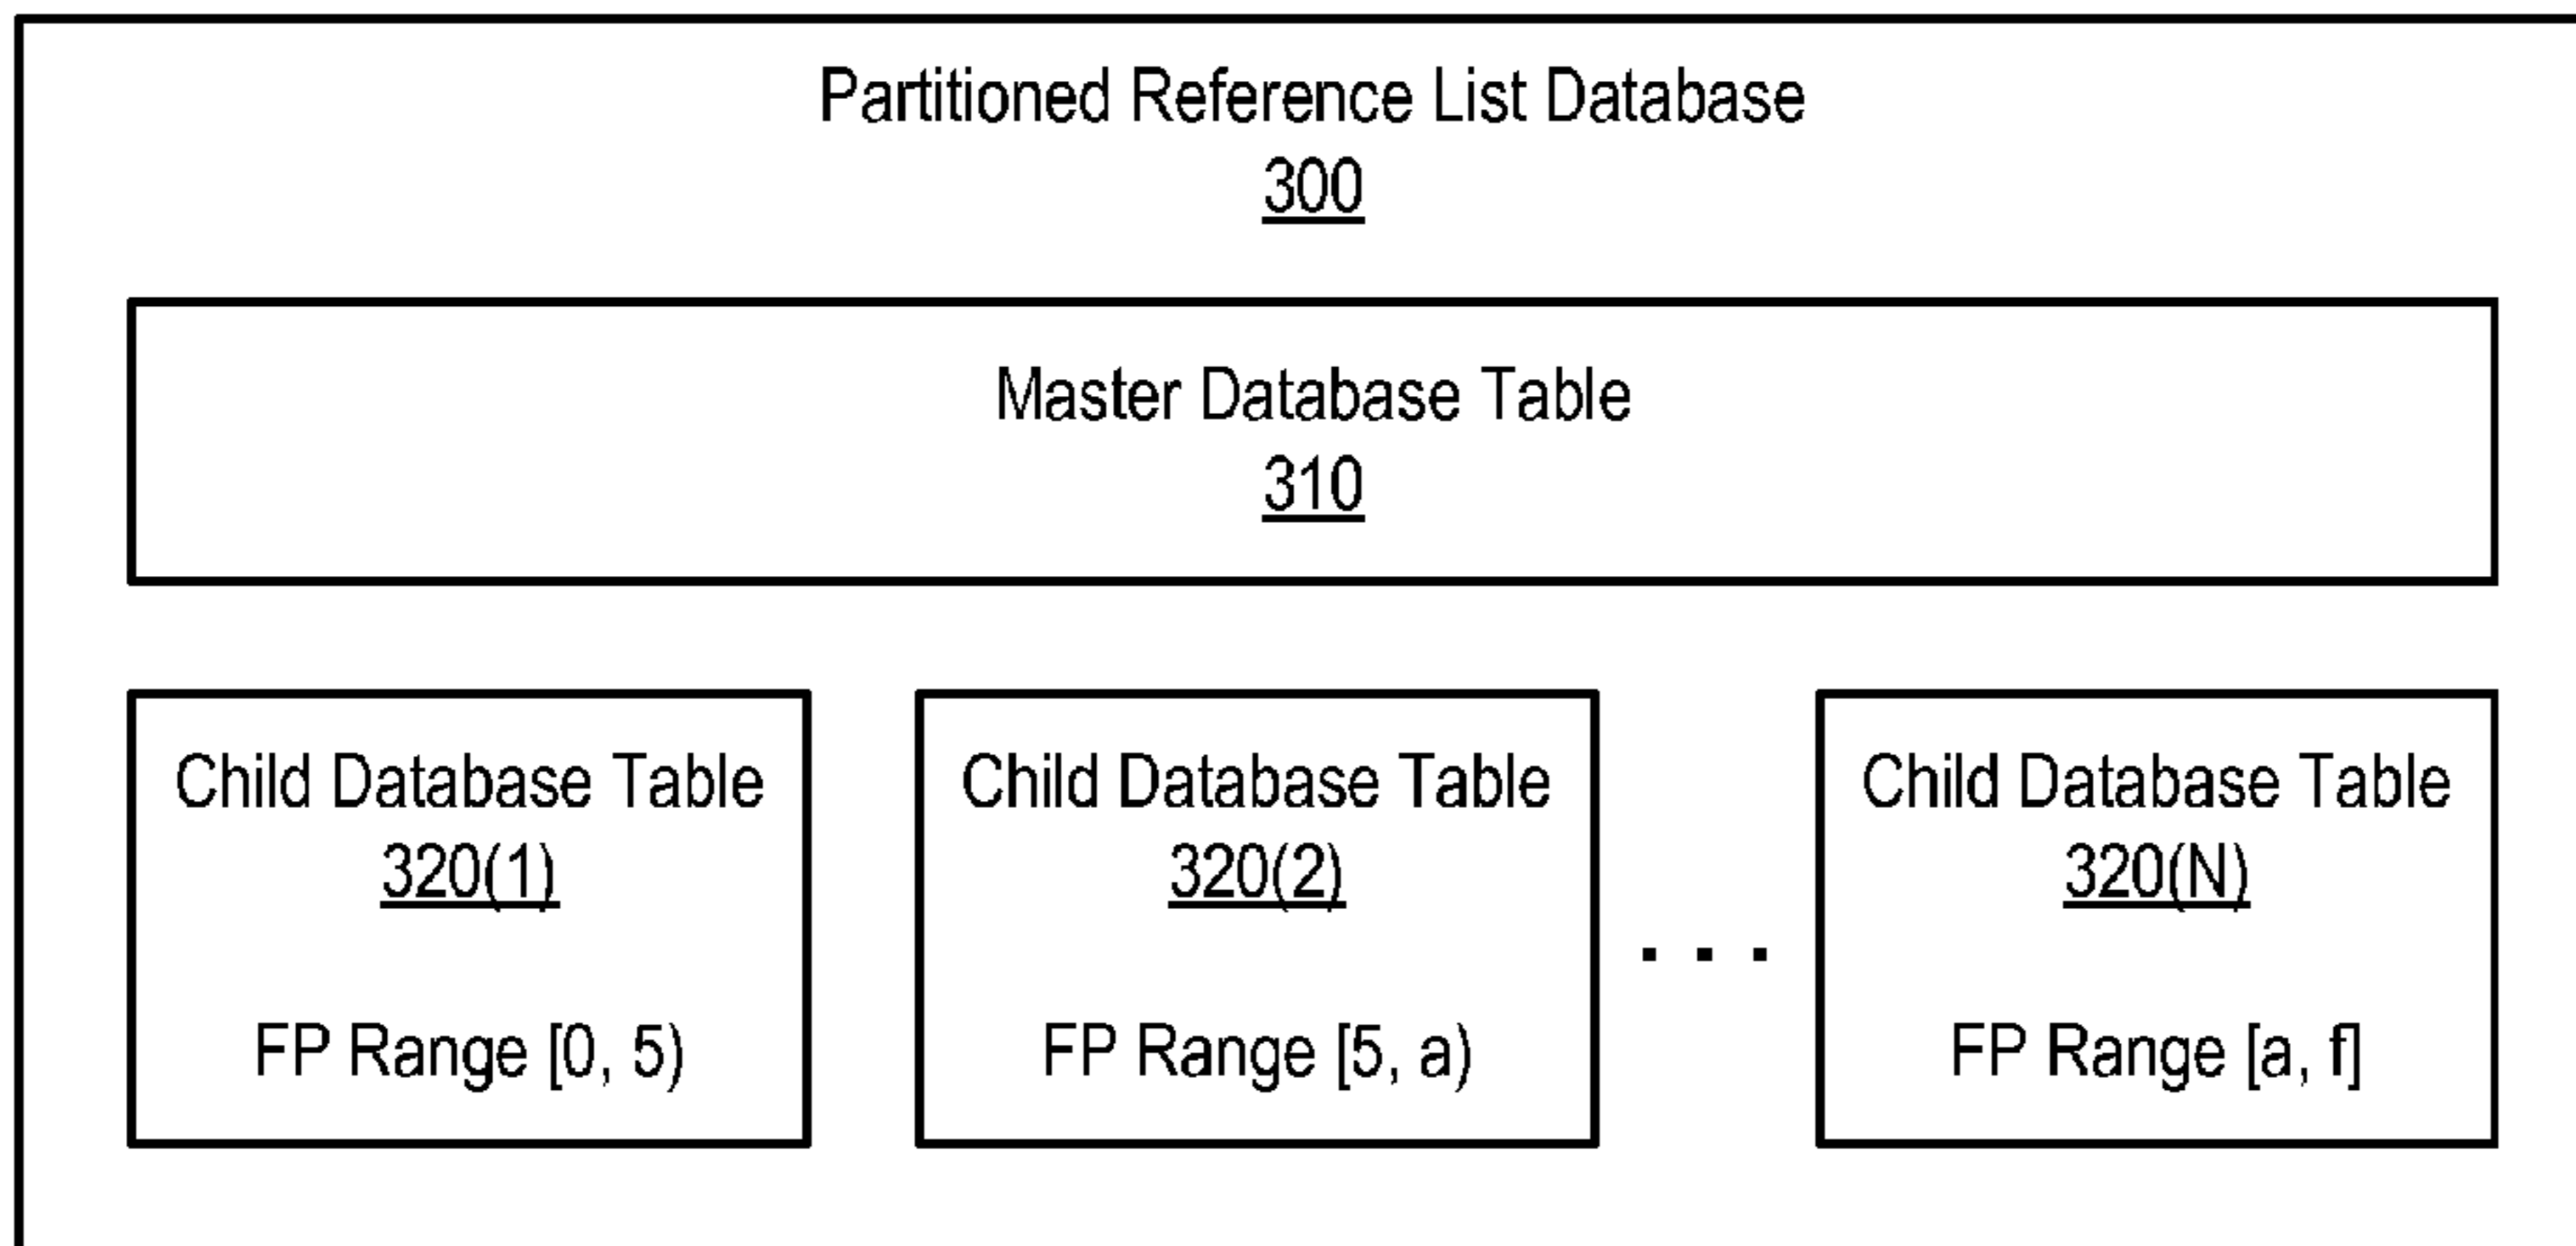 Partitioned Reference List Database
300
Master Database Table
310
Child Database Table
320(1)
FP Range [0, 5)
Child Database Table
320(2)
FP Range [5, a)
. . .
Child Database Table
320(N)
FP Range [a, f]